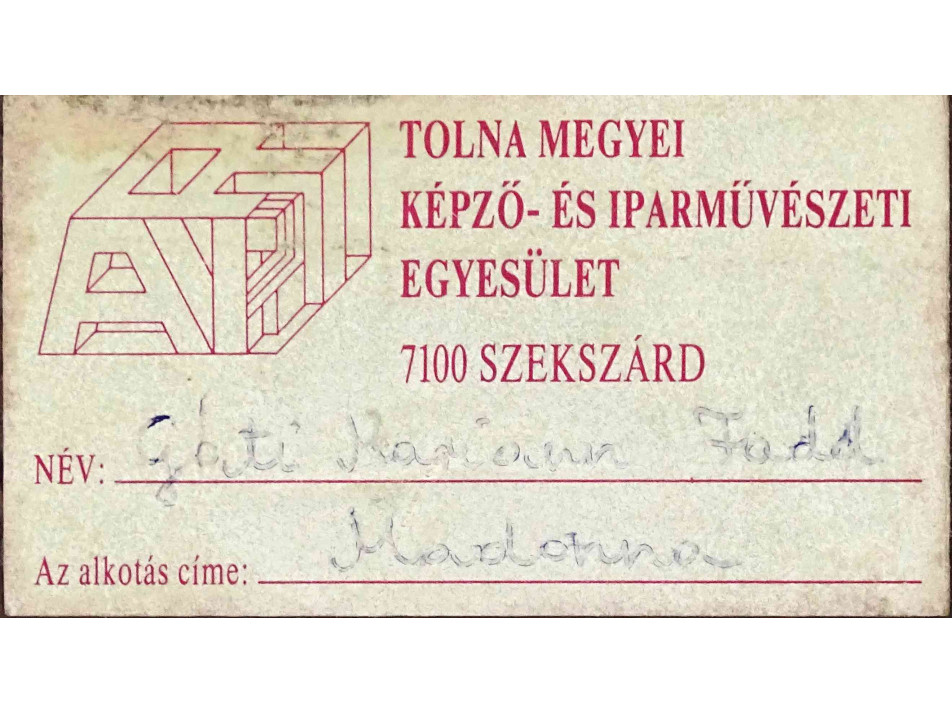 TOLNA MEGYEI
KÉPZŐ- ÉS IPARMŰVÉSZETI
EGYESÜLET
7100 SZEKSZÁRD
NÉV: Gáti Mariann Fadd
Az alkotás címe: Madonna